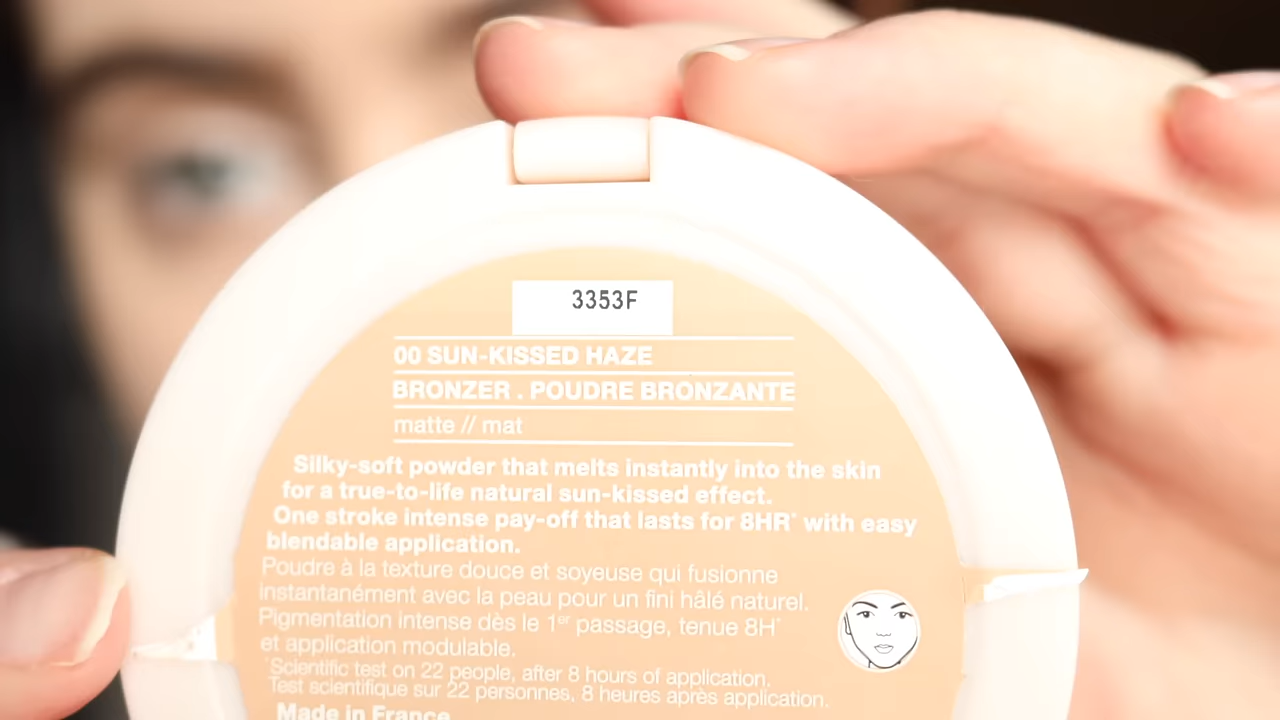 3353F
00 SUN-KISSED HAZE
BRONZER . POUDRE BRONZANTE
matte // mat
Silky-soft powder that melts instantly into the skin
for a true-to-life natural sun-kissed effect.
One stroke intense pay-off that lasts for 8HR* with easy
blendable application.
Poudre à la texture douce et soyeuse qui fusionne
instantanément avec la peau pour un fini hâlé naturel.
Pigmentation intense dès le 1er passage, tenue 8H*
et application modulable.
*Scientific test on 22 people, after 8 hours of application.
Test scientifique sur 22 personnes, 8 heures après application.
Made in France